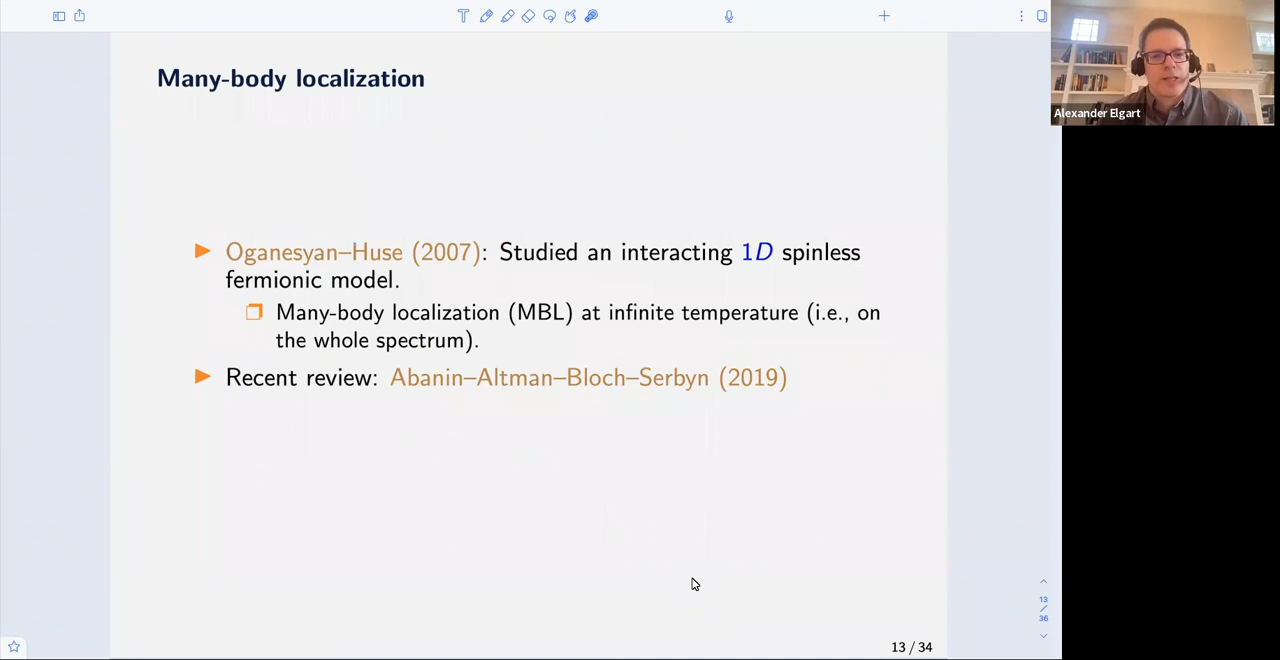 Many-body localization
Alexander Elgart
▶ Oganesyan–Huse (2007): Studied an interacting 1D spinless
fermionic model.
❒ Many-body localization (MBL) at infinite temperature (i.e., on
the whole spectrum).
▶ Recent review: Abanin–Altman–Bloch–Serbyn (2019)
13
/
36
13 / 34